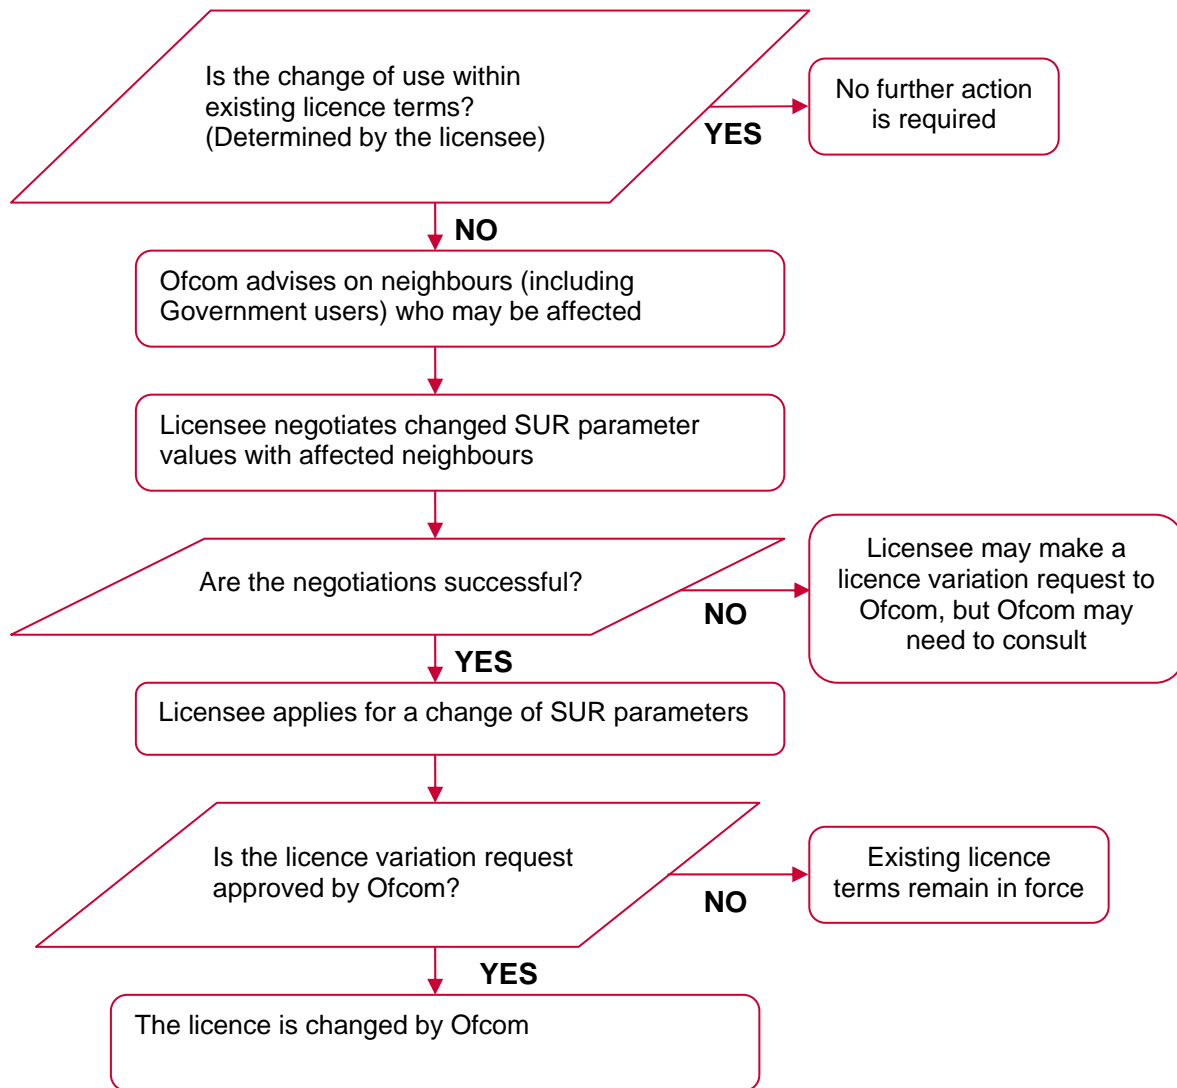 Is the change of use within
existing licence terms?
(Determined by the licensee)
YES
No further action
is required
NO
Ofcom advises on neighbours (including
Government users) who may be affected
Licensee negotiates changed SUR parameter
values with affected neighbours
Are the negotiations successful?
NO
Licensee may make a
licence variation request to
Ofcom, but Ofcom may
need to consult
YES
Licensee applies for a change of SUR parameters
Is the licence variation request
approved by Ofcom?
NO
Existing licence
terms remain in force
YES
The licence is changed by Ofcom